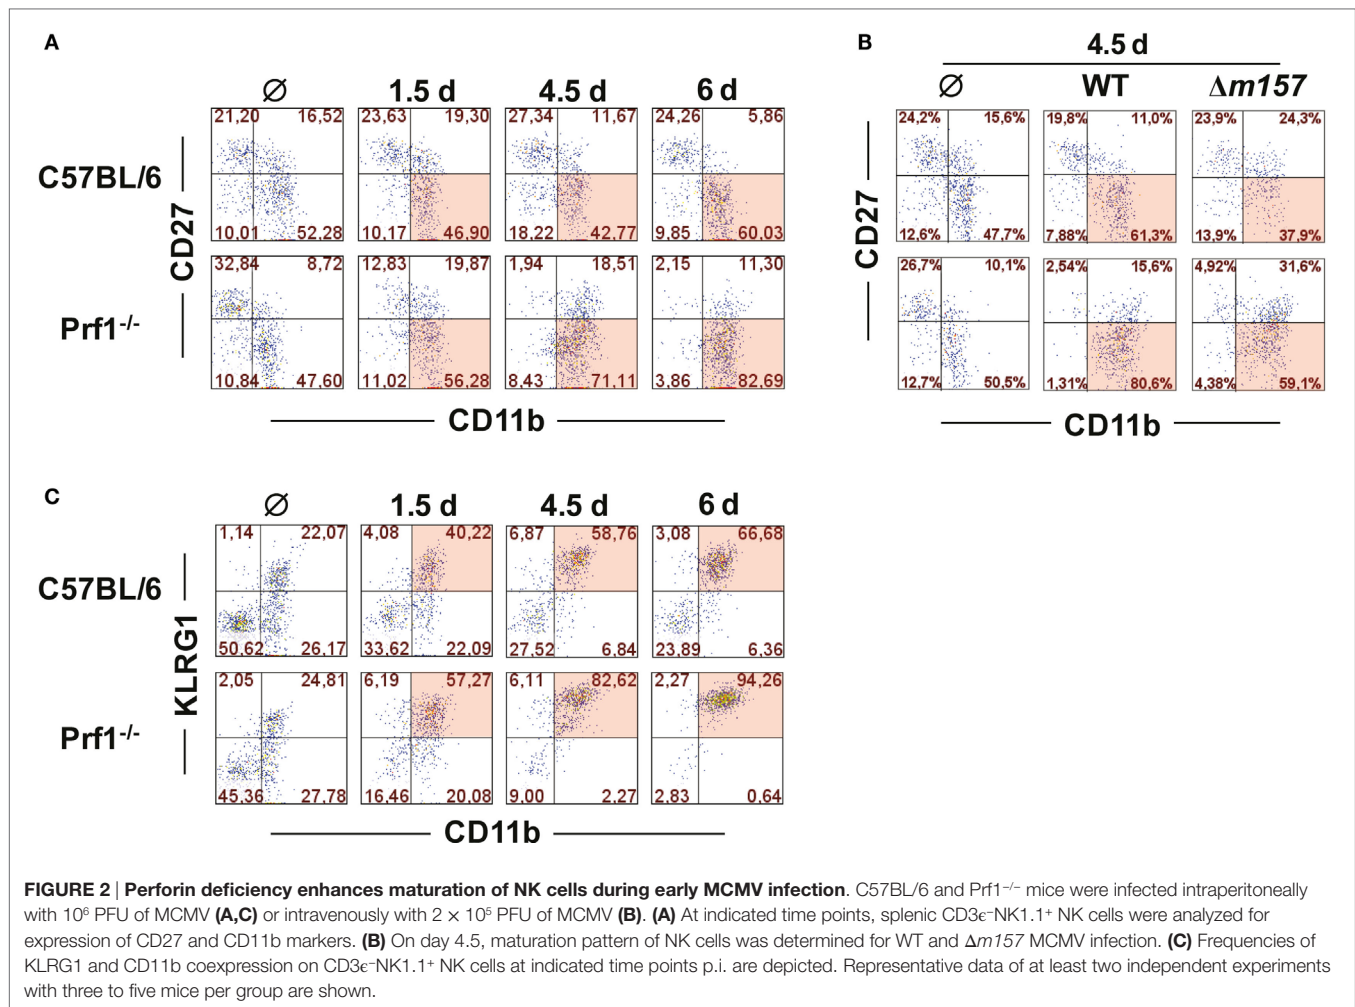 A
∅ 1.5 d 4.5 d 6 d
C57BL/6
21,20 16,52 23,63 19,30 27,34 11,67 24,26 5,86
10,01 52,28 10,17 46,90 18,22 42,77 9,85 60,03
CD27
Prf1⁻/⁻
32,84 8,72 12,83 19,87 1,94 18,51 2,15 11,30
10,84 47,60 11,02 56,28 8,43 71,11 3,86 82,69
CD11b
B
4.5 d
∅ WT Δm157
24,2% 15,6% 19,8% 11,0% 23,9% 24,3%
12,6% 47,7% 7,88% 61,3% 13,9% 37,9%
CD27
26,7% 10,1% 2,54% 15,6% 4,92% 31,6%
12,7% 50,5% 1,31% 80,6% 4,38% 59,1%
CD11b
C
∅ 1.5 d 4.5 d 6 d
C57BL/6
1,14 22,07 4,08 40,22 6,87 58,76 3,08 66,68
50,62 26,17 33,62 22,09 27,52 6,84 23,89 6,36
KLRG1
Prf1⁻/⁻
2,05 24,81 6,19 57,27 6,11 82,62 2,27 94,26
45,36 27,78 16,46 20,08 9,00 2,27 2,83 0,64
CD11b
FIGURE 2 | Perforin deficiency enhances maturation of NK cells during early MCMV infection. C57BL/6 and Prf1⁻/⁻ mice were infected intraperitoneally
with 10⁶ PFU of MCMV (A,C) or intravenously with 2 × 10⁵ PFU of MCMV (B). (A) At indicated time points, splenic CD3ϵ⁻NK1.1⁺ NK cells were analyzed for
expression of CD27 and CD11b markers. (B) On day 4.5, maturation pattern of NK cells was determined for WT and Δm157 MCMV infection. (C) Frequencies of
KLRG1 and CD11b coexpression on CD3ϵ⁻NK1.1⁺ NK cells at indicated time points p.i. are depicted. Representative data of at least two independent experiments
with three to five mice per group are shown.